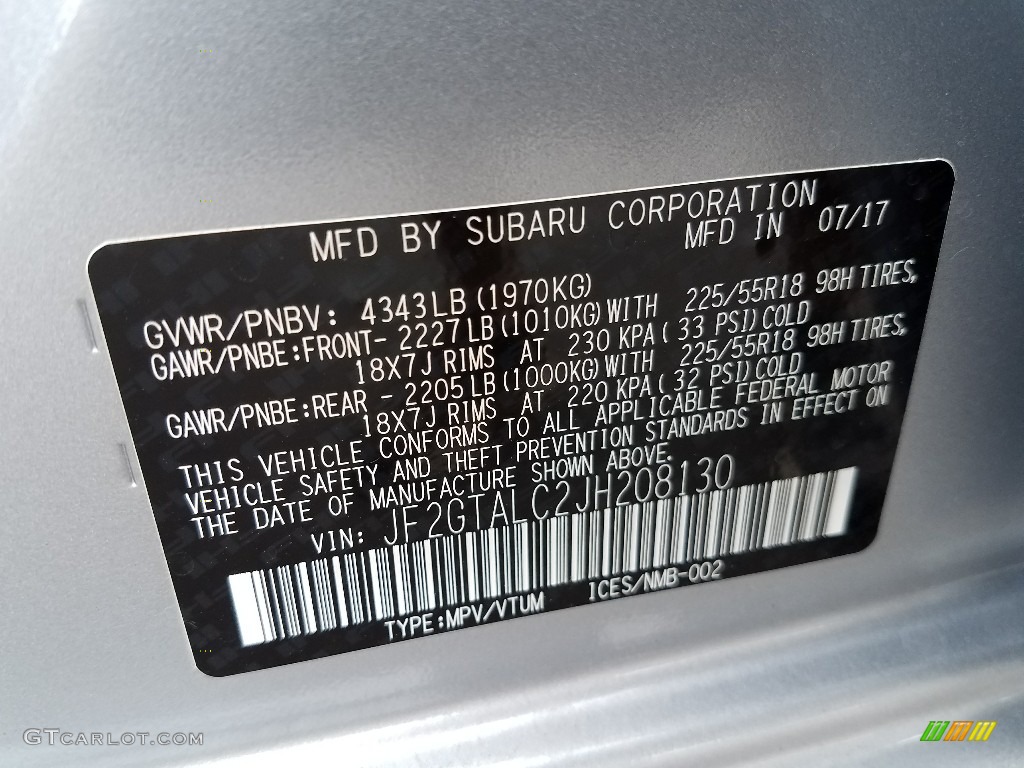 MFD BY SUBARU CORPORATION
MFD IN 07/17
GVWR/PNBV: 4343LB (1970KG)
GAWR/PNBE:FRONT- 2227LB (1010KG) WITH 225/55R18 98H TIRES,
18X7J RIMS AT 230 KPA ( 33 PSI) COLD
GAWR/PNBE:REAR - 2205LB (1000KG) WITH 225/55R18 98H TIRES,
18X7J RIMS AT 220 KPA ( 32 PSI) COLD
THIS VEHICLE CONFORMS TO ALL APPLICABLE FEDERAL MOTOR
VEHICLE SAFETY AND THEFT PREVENTION STANDARDS IN EFFECT ON
THE DATE OF MANUFACTURE SHOWN ABOVE.
VIN: JF2GTALC2JH208130
TYPE:MPV/VTUM ICES/NMB-002
GTCARLOT.COM